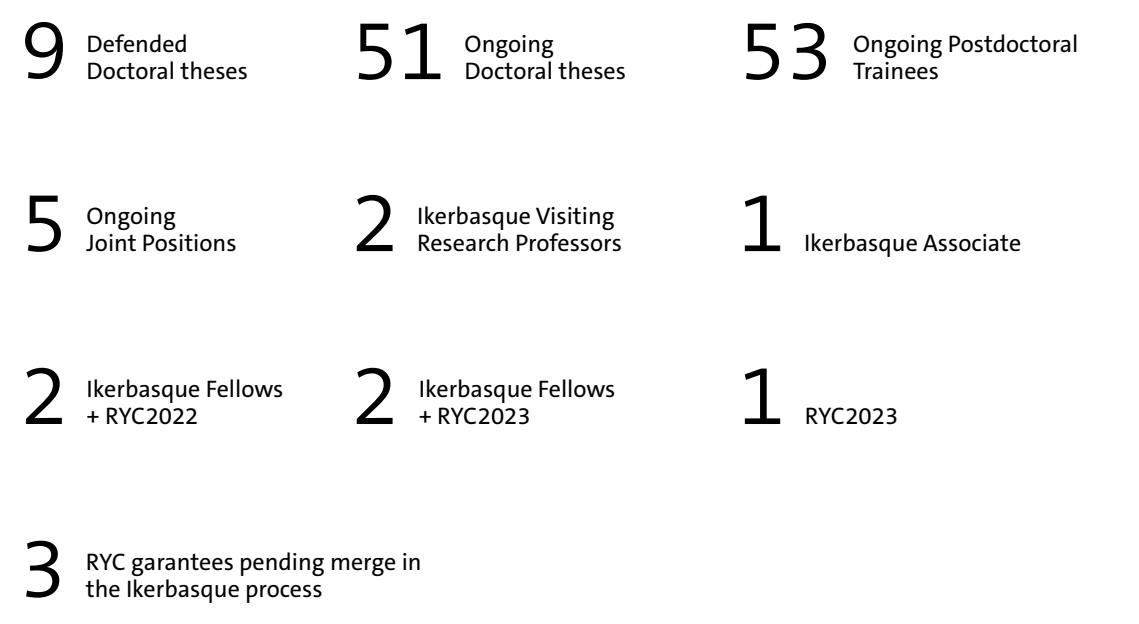 9 Defended
Doctoral theses
51 Ongoing
Doctoral theses
53 Ongoing Postdoctoral
Trainees
5 Ongoing
Joint Positions
2 Ikerbasque Visiting
Research Professors
1 Ikerbasque Associate
2 Ikerbasque Fellows
+ RYC2022
2 Ikerbasque Fellows
+ RYC2023
1 RYC2023
3 RYC garantees pending merge in
the Ikerbasque process